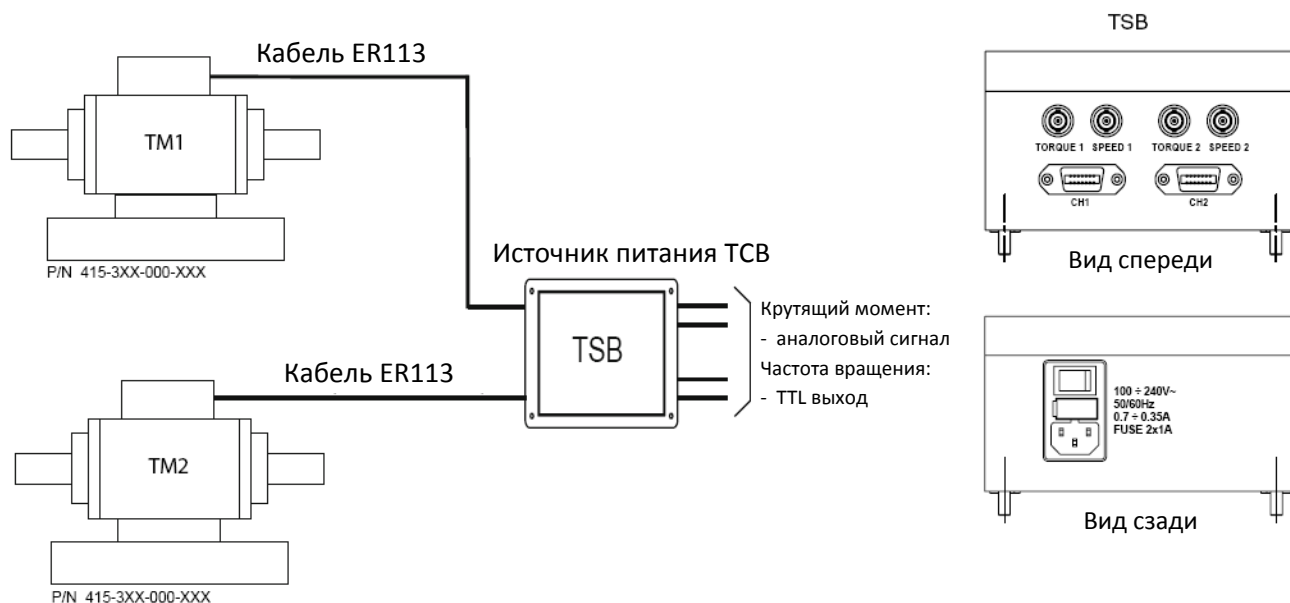 Кабель ER113
TM1
P/N 415-3XX-000-XXX
Источник питания TCB
TSB
Крутящий момент:
- аналоговый сигнал
Частота вращения:
- TTL выход
Кабель ER113
TM2
P/N 415-3XX-000-XXX
TSB
TORQUE 1 SPEED 1 TORQUE 2 SPEED 2
CH1 CH2
Вид спереди
100 ÷ 240V~
50/60Hz
0.7 ÷ 0.35A
FUSE 2x1A
Вид сзади